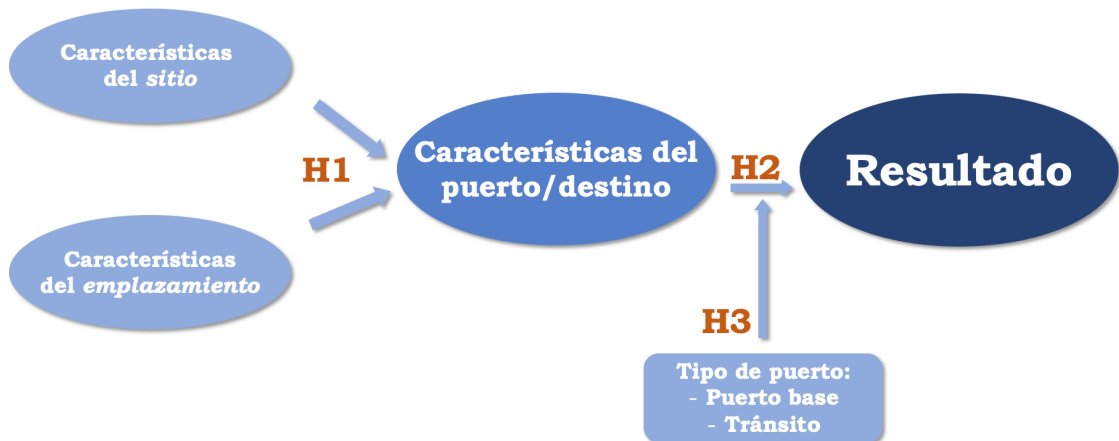 Características
del sitio
H1
Características
del emplazamiento
Características del
puerto/destino
H2
Resultado
H3
Tipo de puerto:
- Puerto base
- Tránsito